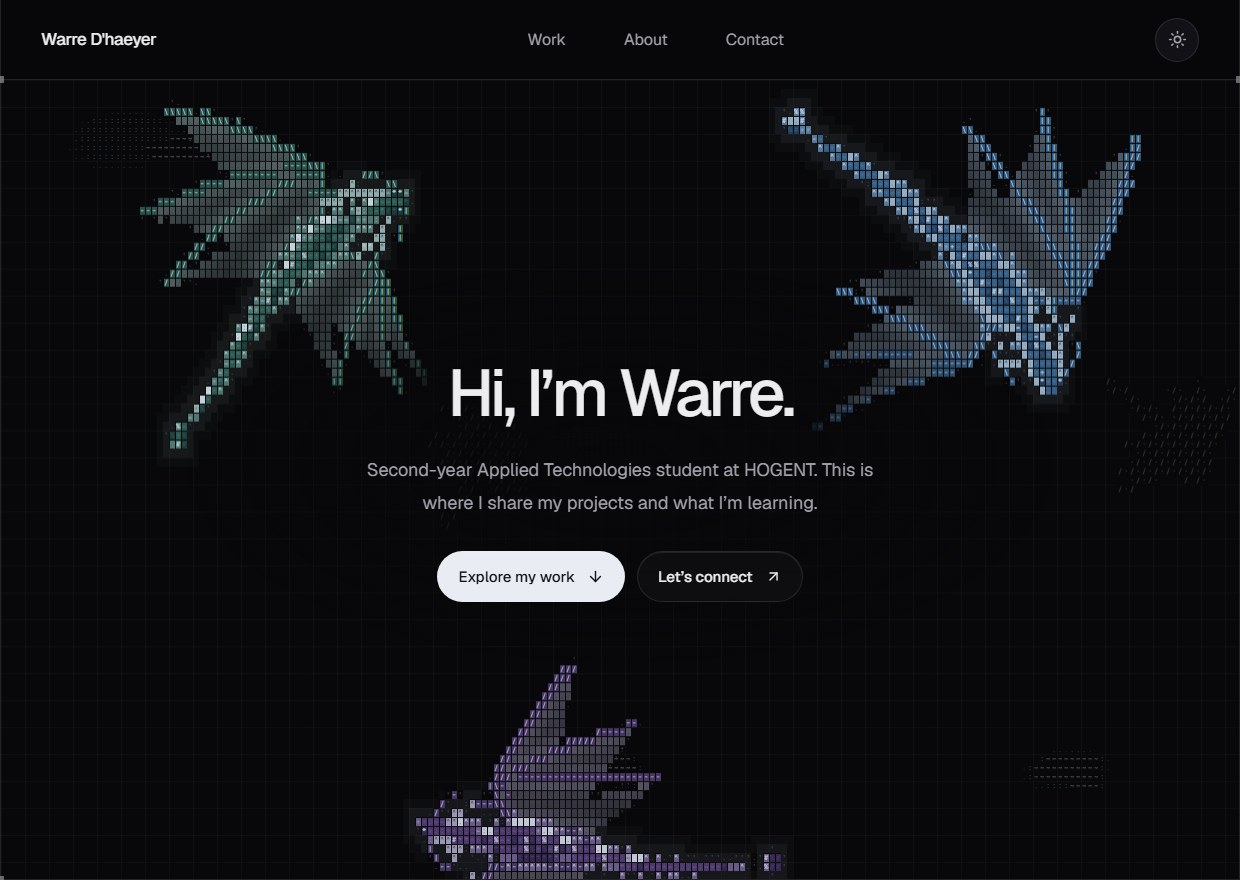 Warre D'haeyer
Work
About
Contact
Hi, I’m Warre.
Second-year Applied Technologies student at HOGENT. This is
where I share my projects and what I’m learning.
Explore my work
Let’s connect